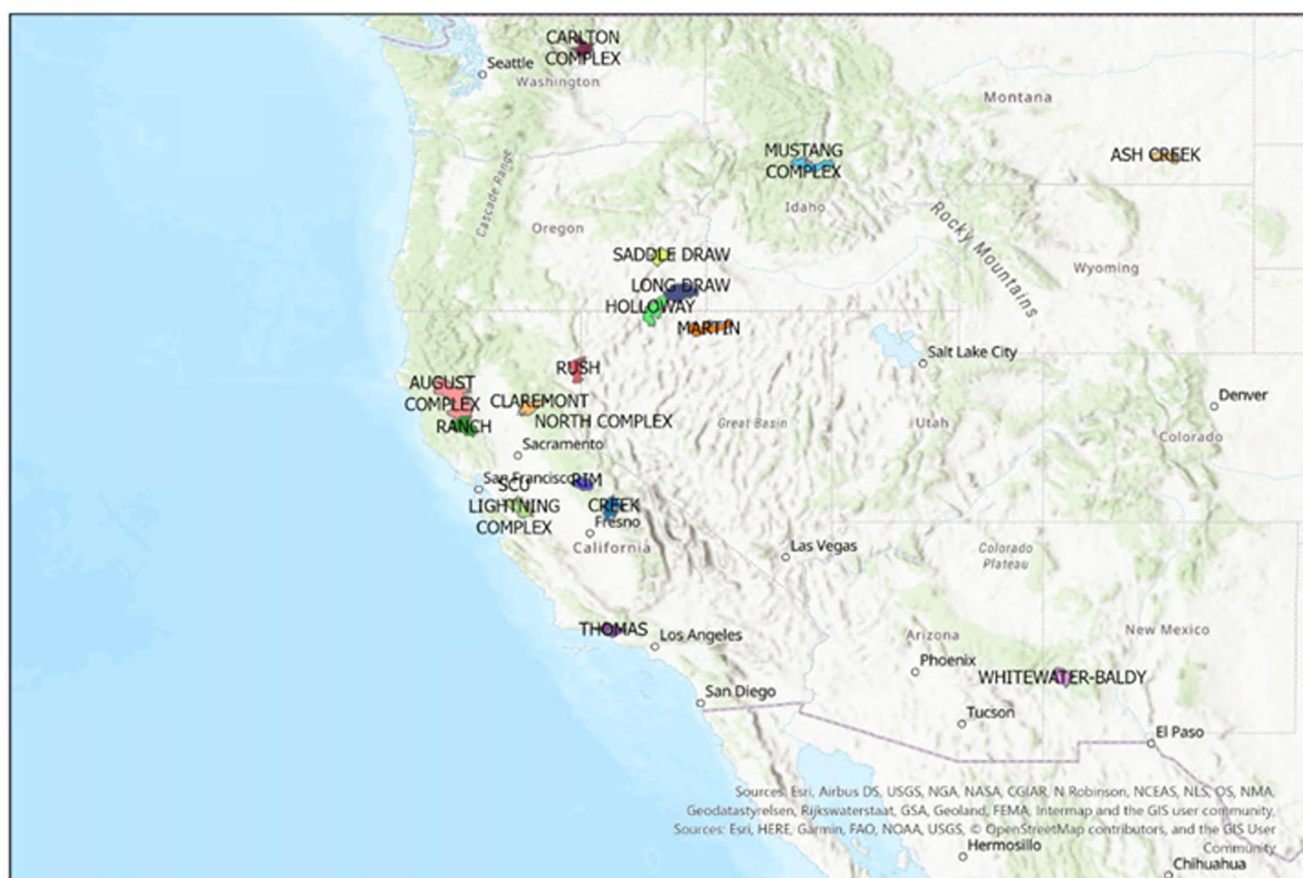 CARLTON
COMPLEX
Seattle
Washington
Montana
MUSTANG
COMPLEX
ASH CREEK
Cascade Range
Idaho
Rocky Mountains
Oregon
SADDLE DRAW
Wyoming
LONG DRAW
HOLLOWAY
MARTIN
Salt Lake City
RUSH
AUGUST
COMPLEX
CLAREMONT
NORTH COMPLEX
RANCH
Great Basin
Utah
Denver
Colorado
Sacramento
San Francisco
RIM
SCU
LIGHTNING
COMPLEX
CREEK
Fresno
California
Las Vegas
Colorado
Plateau
THOMAS
Los Angeles
Arizona
New Mexico
Phoenix
WHITEWATER-BALDY
San Diego
Tucson
El Paso
Sources: Esri, Airbus DS, USGS, NGA, NASA, CGIAR, N Robinson, NCEAS, NLS, OS, NMA,
Geodatastyrelsen, Rijkswaterstaat, GSA, Geoland, FEMA, Intermap and the GIS user community,
Sources: Esri, HERE, Garmin, FAO, NOAA, USGS, © OpenStreetMap contributors, and the GIS User
Community
Hermosillo
Chihuahua